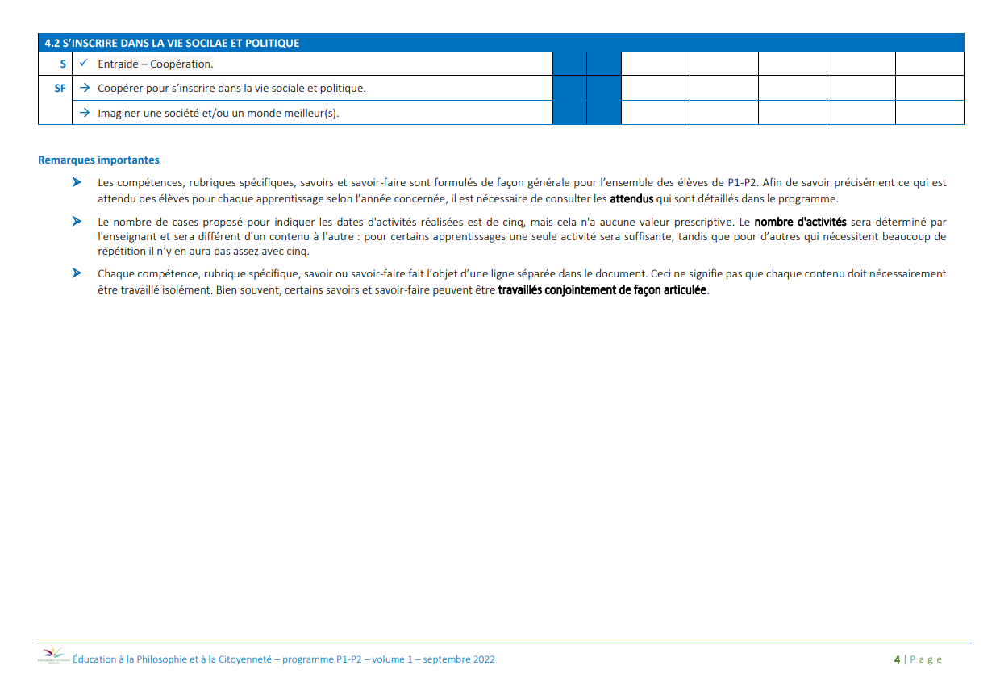 4.2 S’INSCRIRE DANS LA VIE SOCILAE ET POLITIQUE
S ✓ Entraide – Coopération.
SF → Coopérer pour s’inscrire dans la vie sociale et politique.
→ Imaginer une société et/ou un monde meilleur(s).
Remarques importantes
➤ Les compétences, rubriques spécifiques, savoirs et savoir-faire sont formulés de façon générale pour l’ensemble des élèves de P1-P2. Afin de savoir précisément ce qui est
attendu des élèves pour chaque apprentissage selon l’année concernée, il est nécessaire de consulter les attendus qui sont détaillés dans le programme.
➤ Le nombre de cases proposé pour indiquer les dates d'activités réalisées est de cinq, mais cela n'a aucune valeur prescriptive. Le nombre d'activités sera déterminé par
l'enseignant et sera différent d'un contenu à l'autre : pour certains apprentissages une seule activité sera suffisante, tandis que pour d’autres qui nécessitent beaucoup de
répétition il n’y en aura pas assez avec cinq.
➤ Chaque compétence, rubrique spécifique, savoir ou savoir-faire fait l’objet d’une ligne séparée dans le document. Ceci ne signifie pas que chaque contenu doit nécessairement
être travaillé isolément. Bien souvent, certains savoirs et savoir-faire peuvent être travaillés conjointement de façon articulée.
Éducation à la Philosophie et à la Citoyenneté – programme P1-P2 – volume 1 – septembre 2022
4 | P a g e